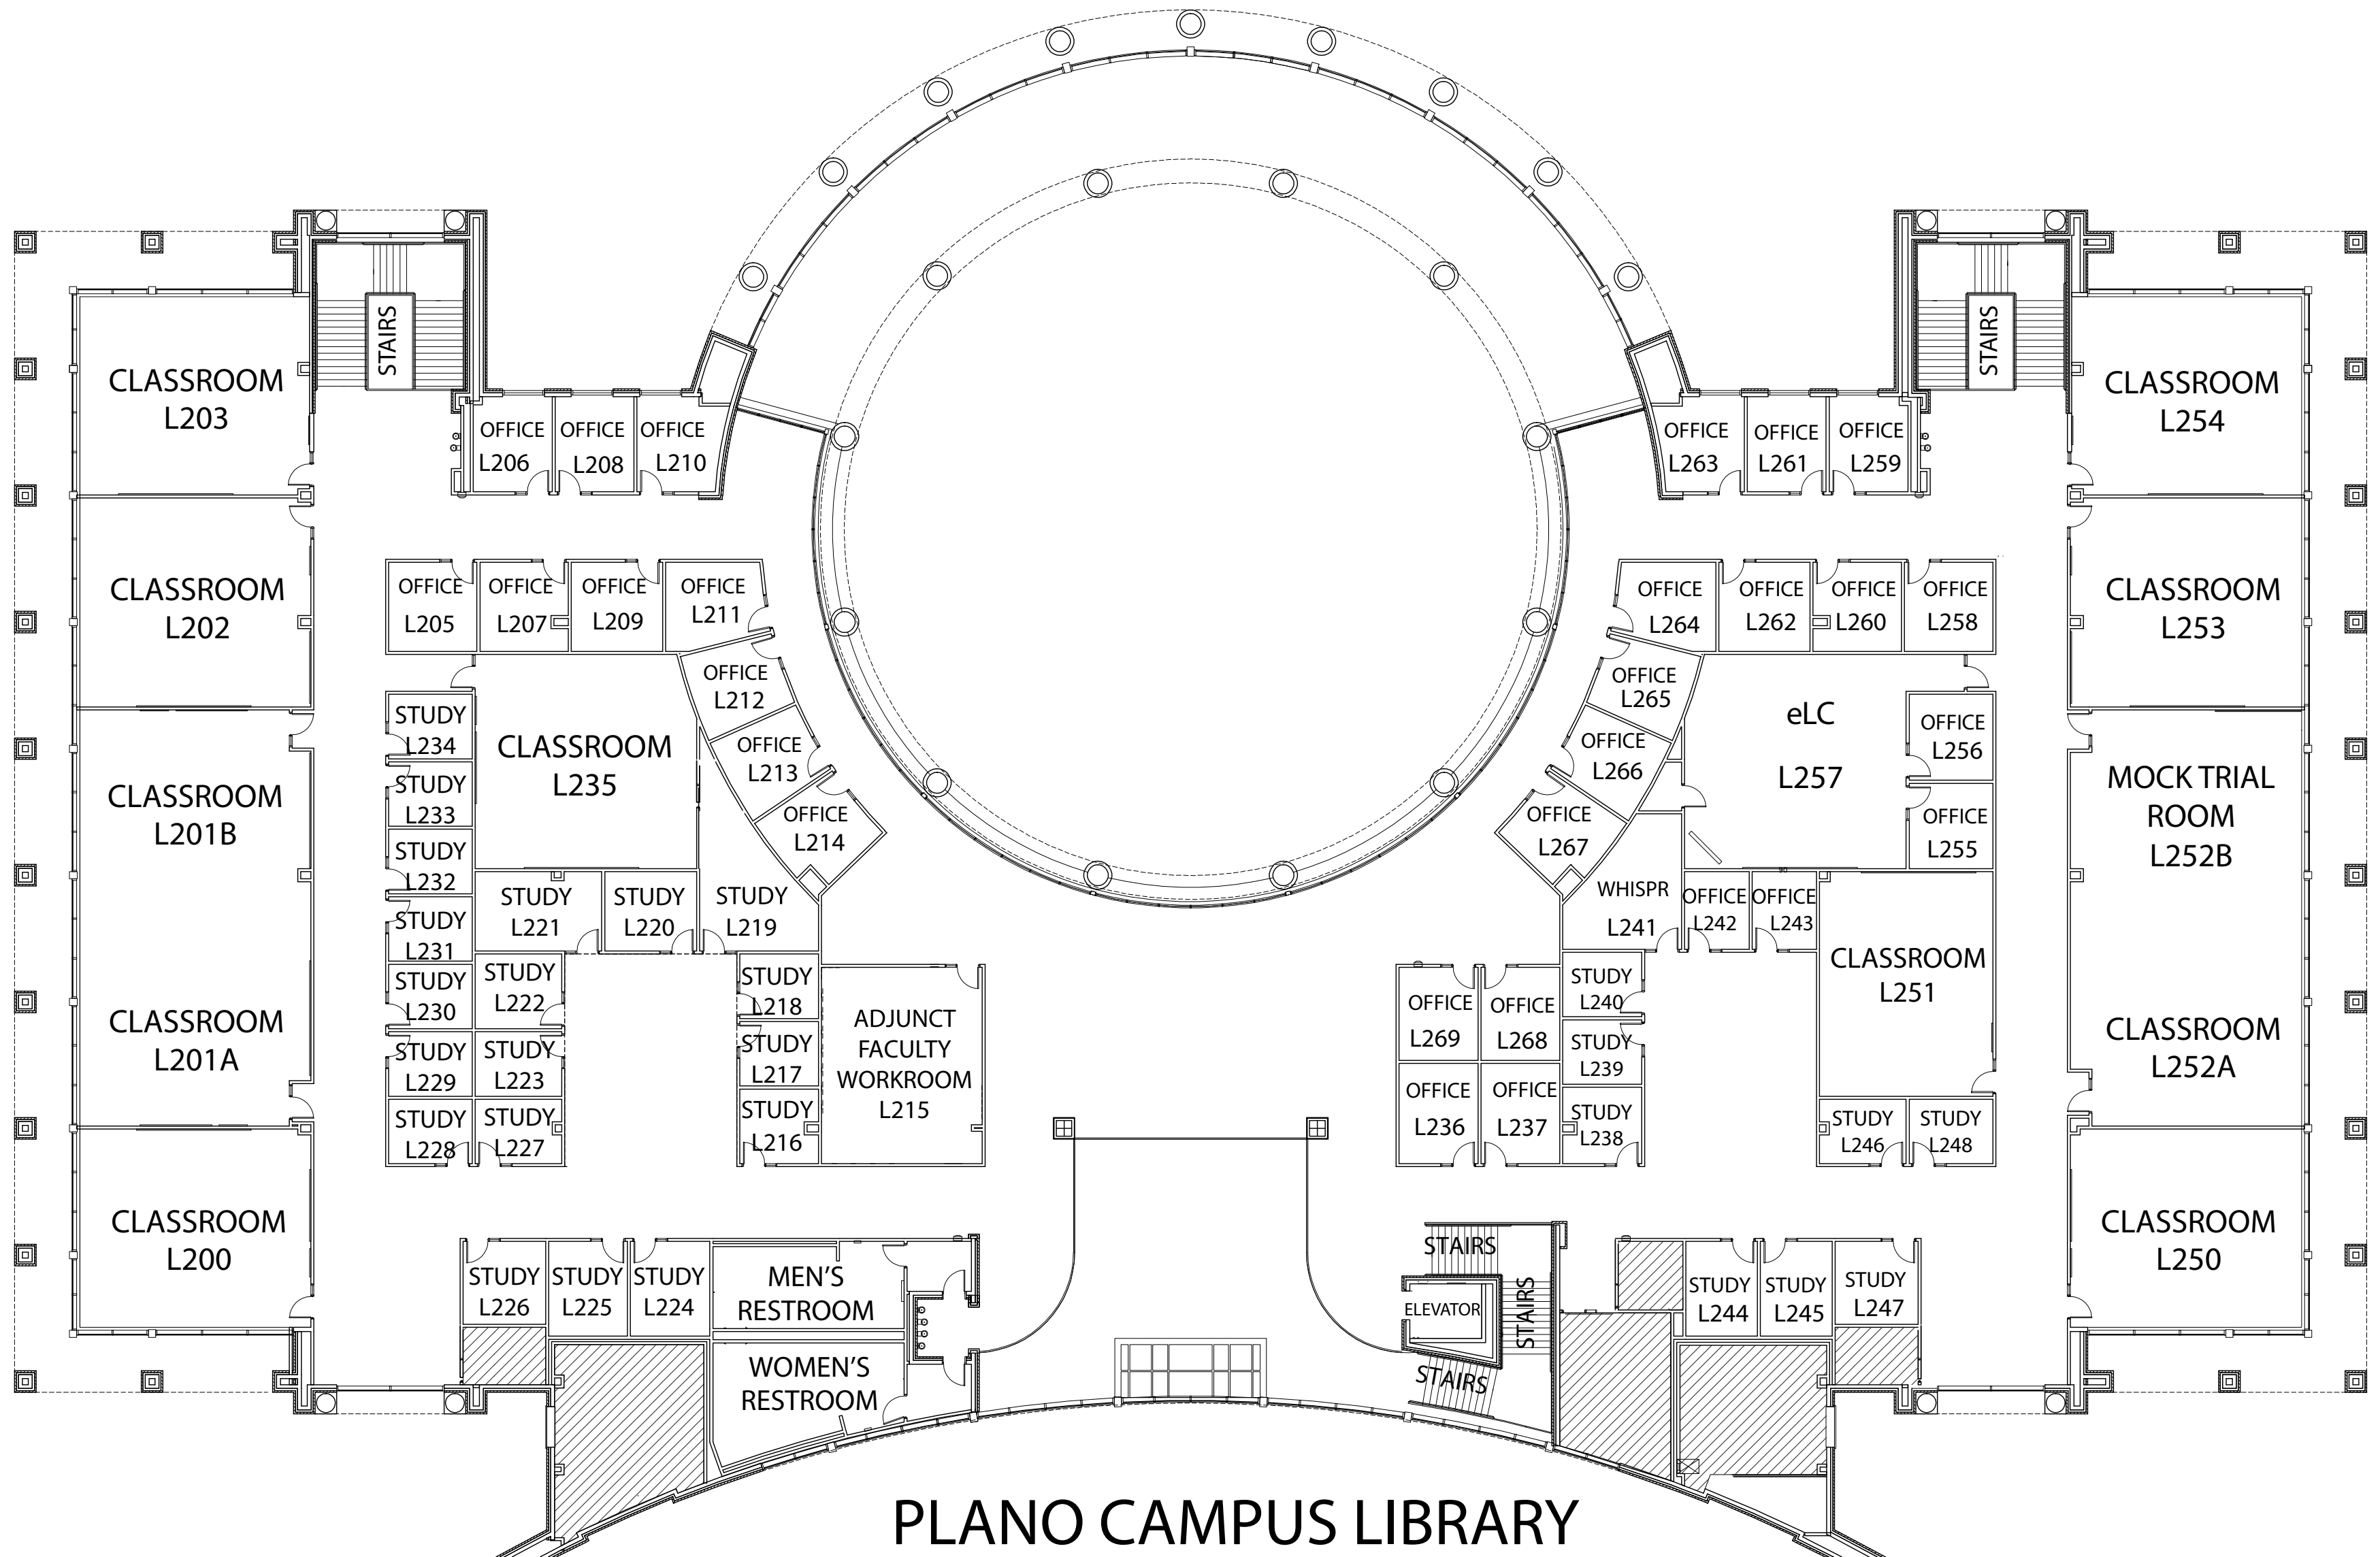 STAIRS
STAIRS
CLASSROOM
L203
OFFICE
L206
OFFICE
L208
OFFICE
L210
OFFICE
L263
OFFICE
L261
OFFICE
L259
CLASSROOM
L254
CLASSROOM
L202
OFFICE
L205
OFFICE
L207
OFFICE
L209
OFFICE
L211
OFFICE
L264
OFFICE
L262
OFFICE
L260
OFFICE
L258
CLASSROOM
L253
OFFICE
L212
OFFICE
L265
STUDY
L234
CLASSROOM
L235
OFFICE
L213
OFFICE
L266
eLC
L257
OFFICE
L256
CLASSROOM
L201B
STUDY
L233
OFFICE
L214
OFFICE
L267
OFFICE
L255
MOCK TRIAL
ROOM
L252B
STUDY
L232
STUDY
L221
STUDY
L220
STUDY
L219
WHISPR
L241
OFFICE
L242
OFFICE
L243
STUDY
L231
CLASSROOM
L251
STUDY
L230
STUDY
L222
STUDY
L218
STUDY
L240
OFFICE
L269
OFFICE
L268
CLASSROOM
L201A
ADJUNCT
FACULTY
WORKROOM
L215
CLASSROOM
L252A
STUDY
L229
STUDY
L223
STUDY
L217
STUDY
L239
STUDY
L228
STUDY
L227
STUDY
L216
OFFICE
L236
OFFICE
L237
STUDY
L238
STUDY
L246
STUDY
L248
CLASSROOM
L200
STUDY
L226
STUDY
L225
STUDY
L224
MEN'S
RESTROOM
STAIRS
ELEVATOR
STAIRS
STAIRS
STUDY
L244
STUDY
L245
STUDY
L247
CLASSROOM
L250
WOMEN'S
RESTROOM
PLANO CAMPUS LIBRARY